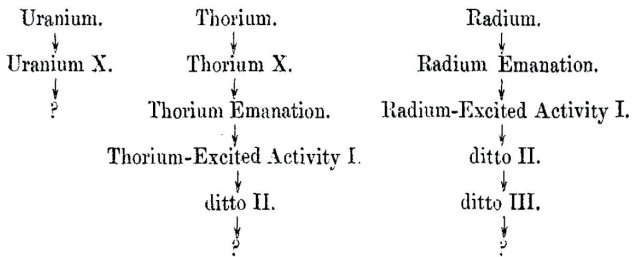 Uranium. Thorium. Radium.
Uranium X. Thorium X. Radium Emanation.
? Thorium Emanation. Radium-Excited Activity I.
Thorium-Excited Activity I. ditto II.
ditto II. ditto III.
? ?